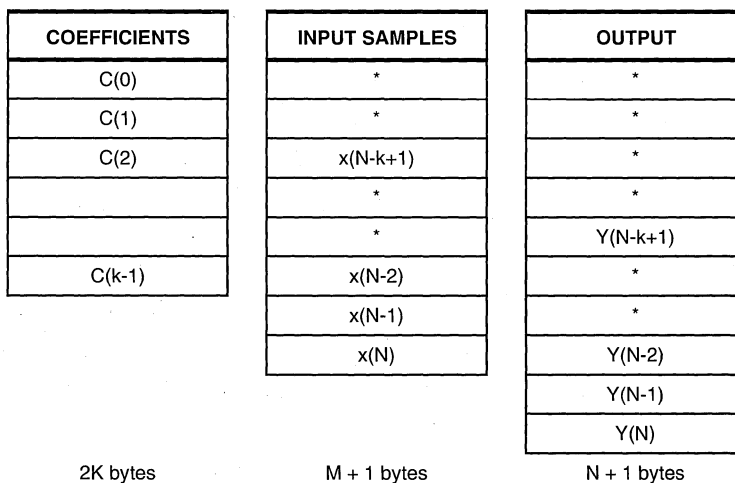 COEFFICIENTS INPUT SAMPLES OUTPUT
C(0) * *
C(1) * *
C(2) x(N-k+1) *
* *
* Y(N-k+1)
C(k-1) x(N-2) *
x(N-1) *
x(N) Y(N-2)
Y(N-1)
Y(N)
2K bytes M + 1 bytes N + 1 bytes